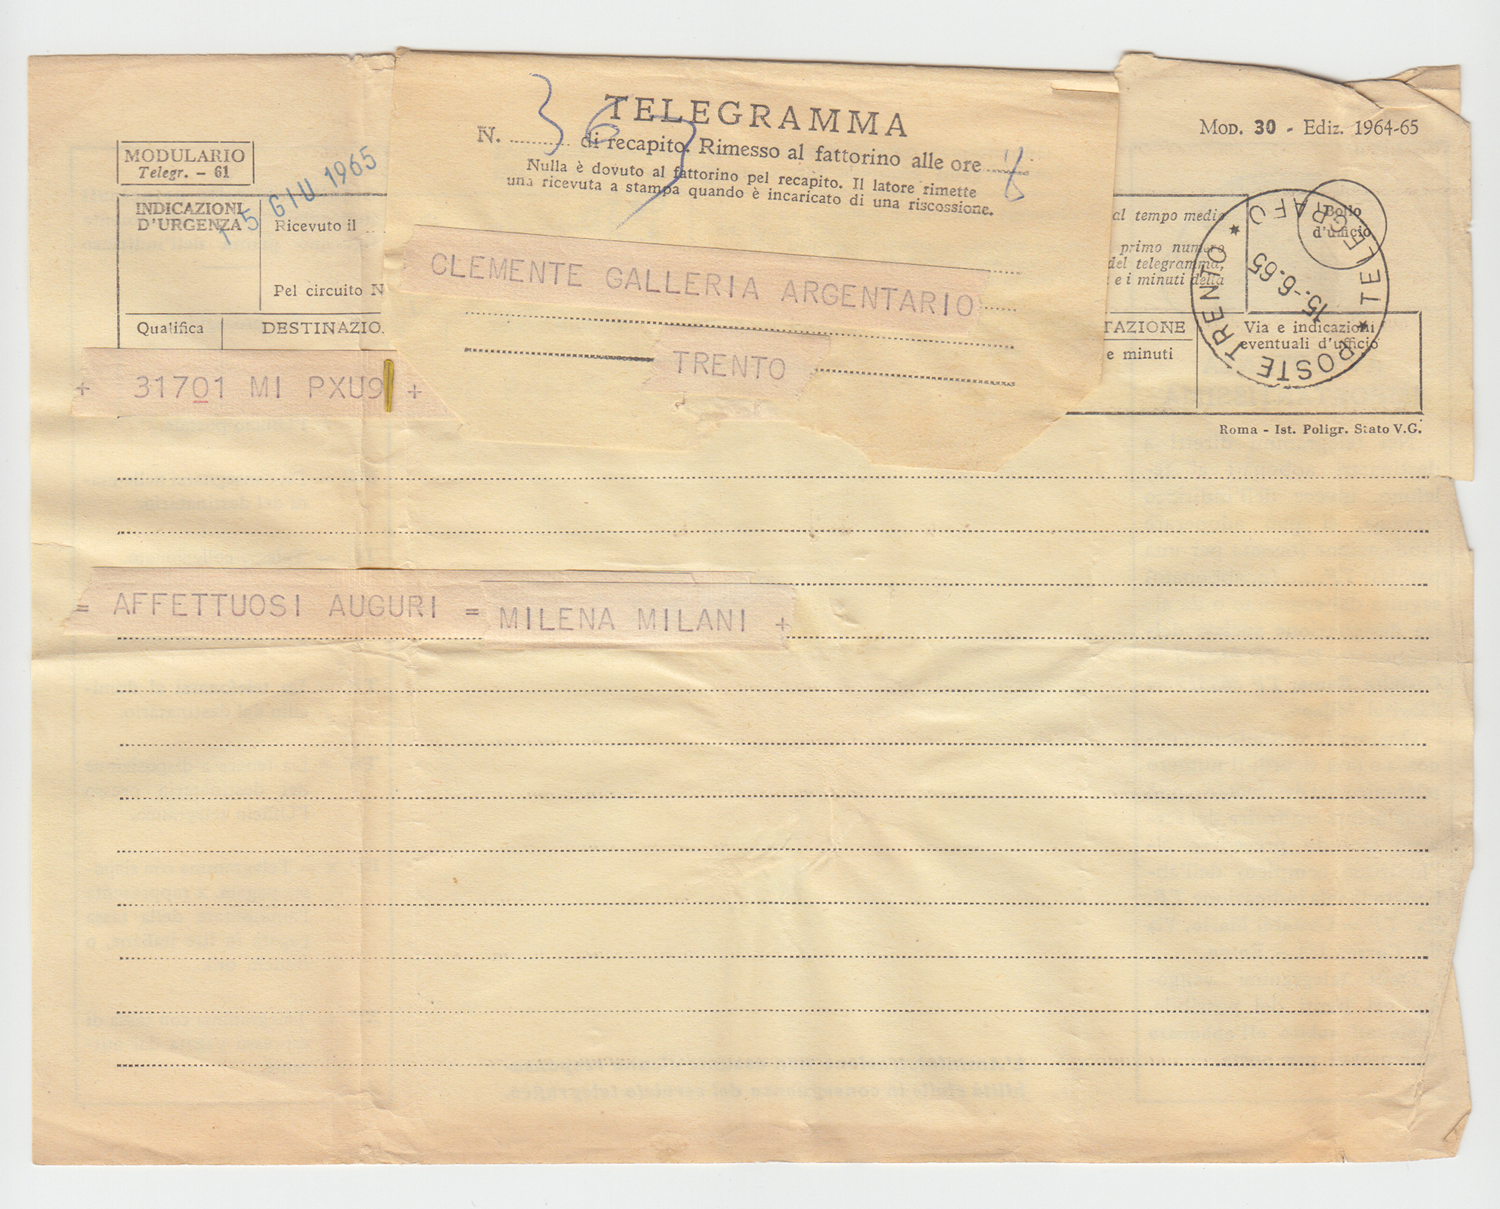 TELEGRAMMA
N. 367 di recapito. Rimesso al fattorino alle ore
Nulla è dovuto al fattorino pel recapito. Il latore rimette
una ricevuta a stampa quando è incaricato di una riscossione.
MOD. 30 - Ediz. 1964-65
MODULARIO
Telegr. - 61
15 GIU 1965
INDICAZIONI
D'URGENZA
Ricevuto il
Pel circuito N
Qualifica
DESTINAZIO
al tempo medio
primo numero
del telegramma,
e i minuti della
TAZIONE
e minuti
Bollo
d'ufficio
Via e indicazioni
eventuali d'ufficio
POSTE TRENTO * TELEGRAFO *
15.-6.65
Roma - Ist. Poligr. Stato V.G.
CLEMENTE GALLERIA ARGENTARIO
TRENTO
+ 31701 MI PXU9 +
= AFFETTUOSI AUGURI = MILENA MILANI +